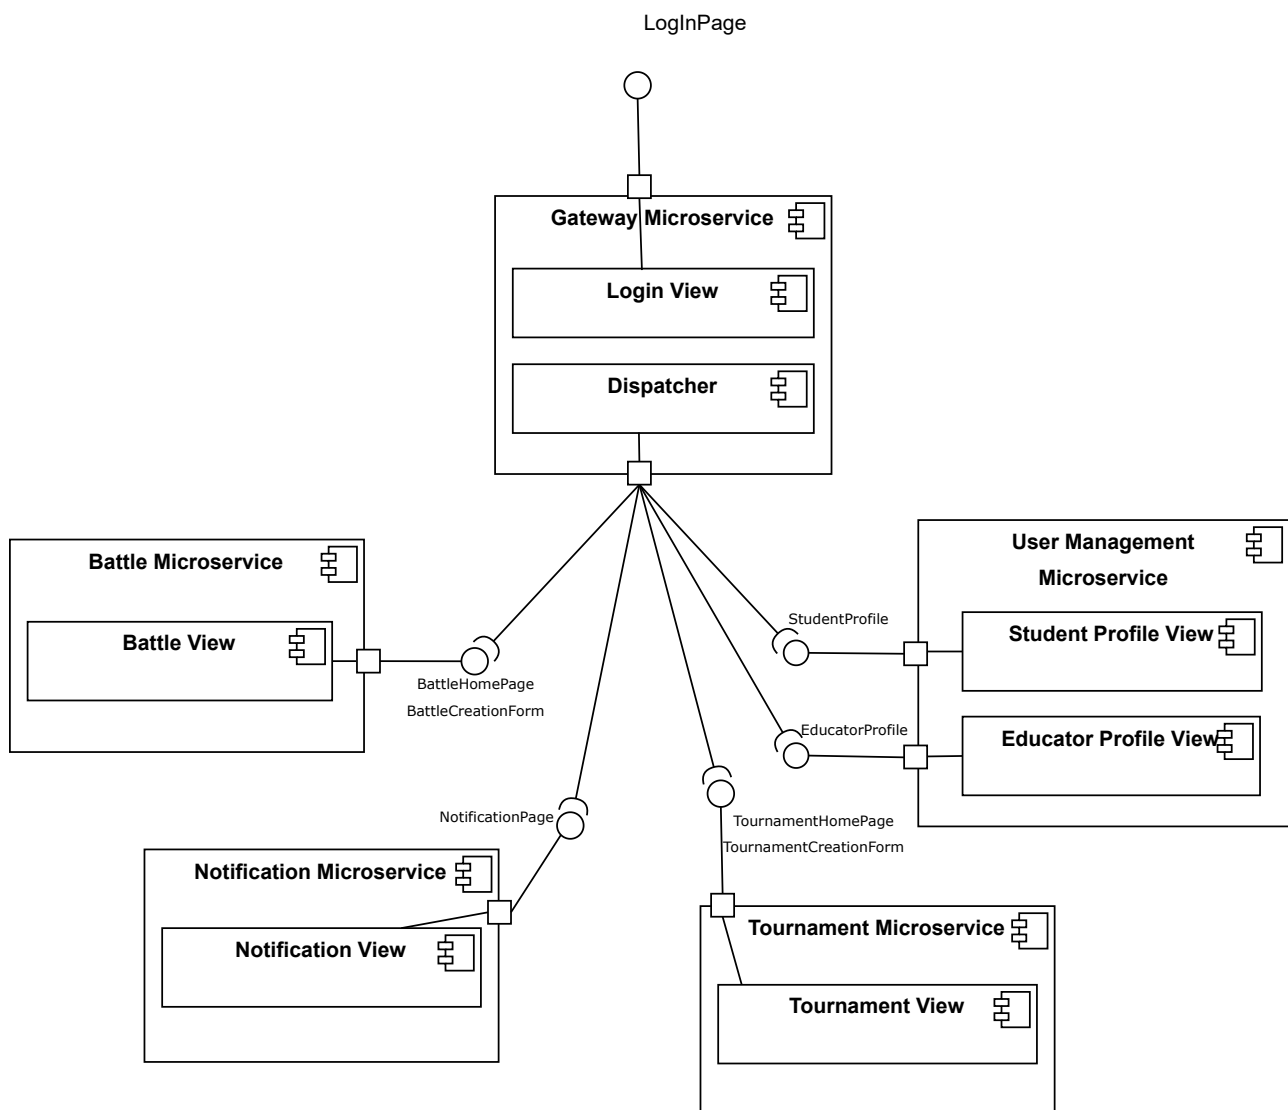 LogInPage
Gateway Microservice
Login View
Dispatcher
Battle Microservice
Battle View
BattleHomePage
BattleCreationForm
User Management
Microservice
StudentProfile
Student Profile View
EducatorProfile
Educator Profile View
NotificationPage
Notification Microservice
Notification View
TournamentHomePage
TournamentCreationForm
Tournament Microservice
Tournament View